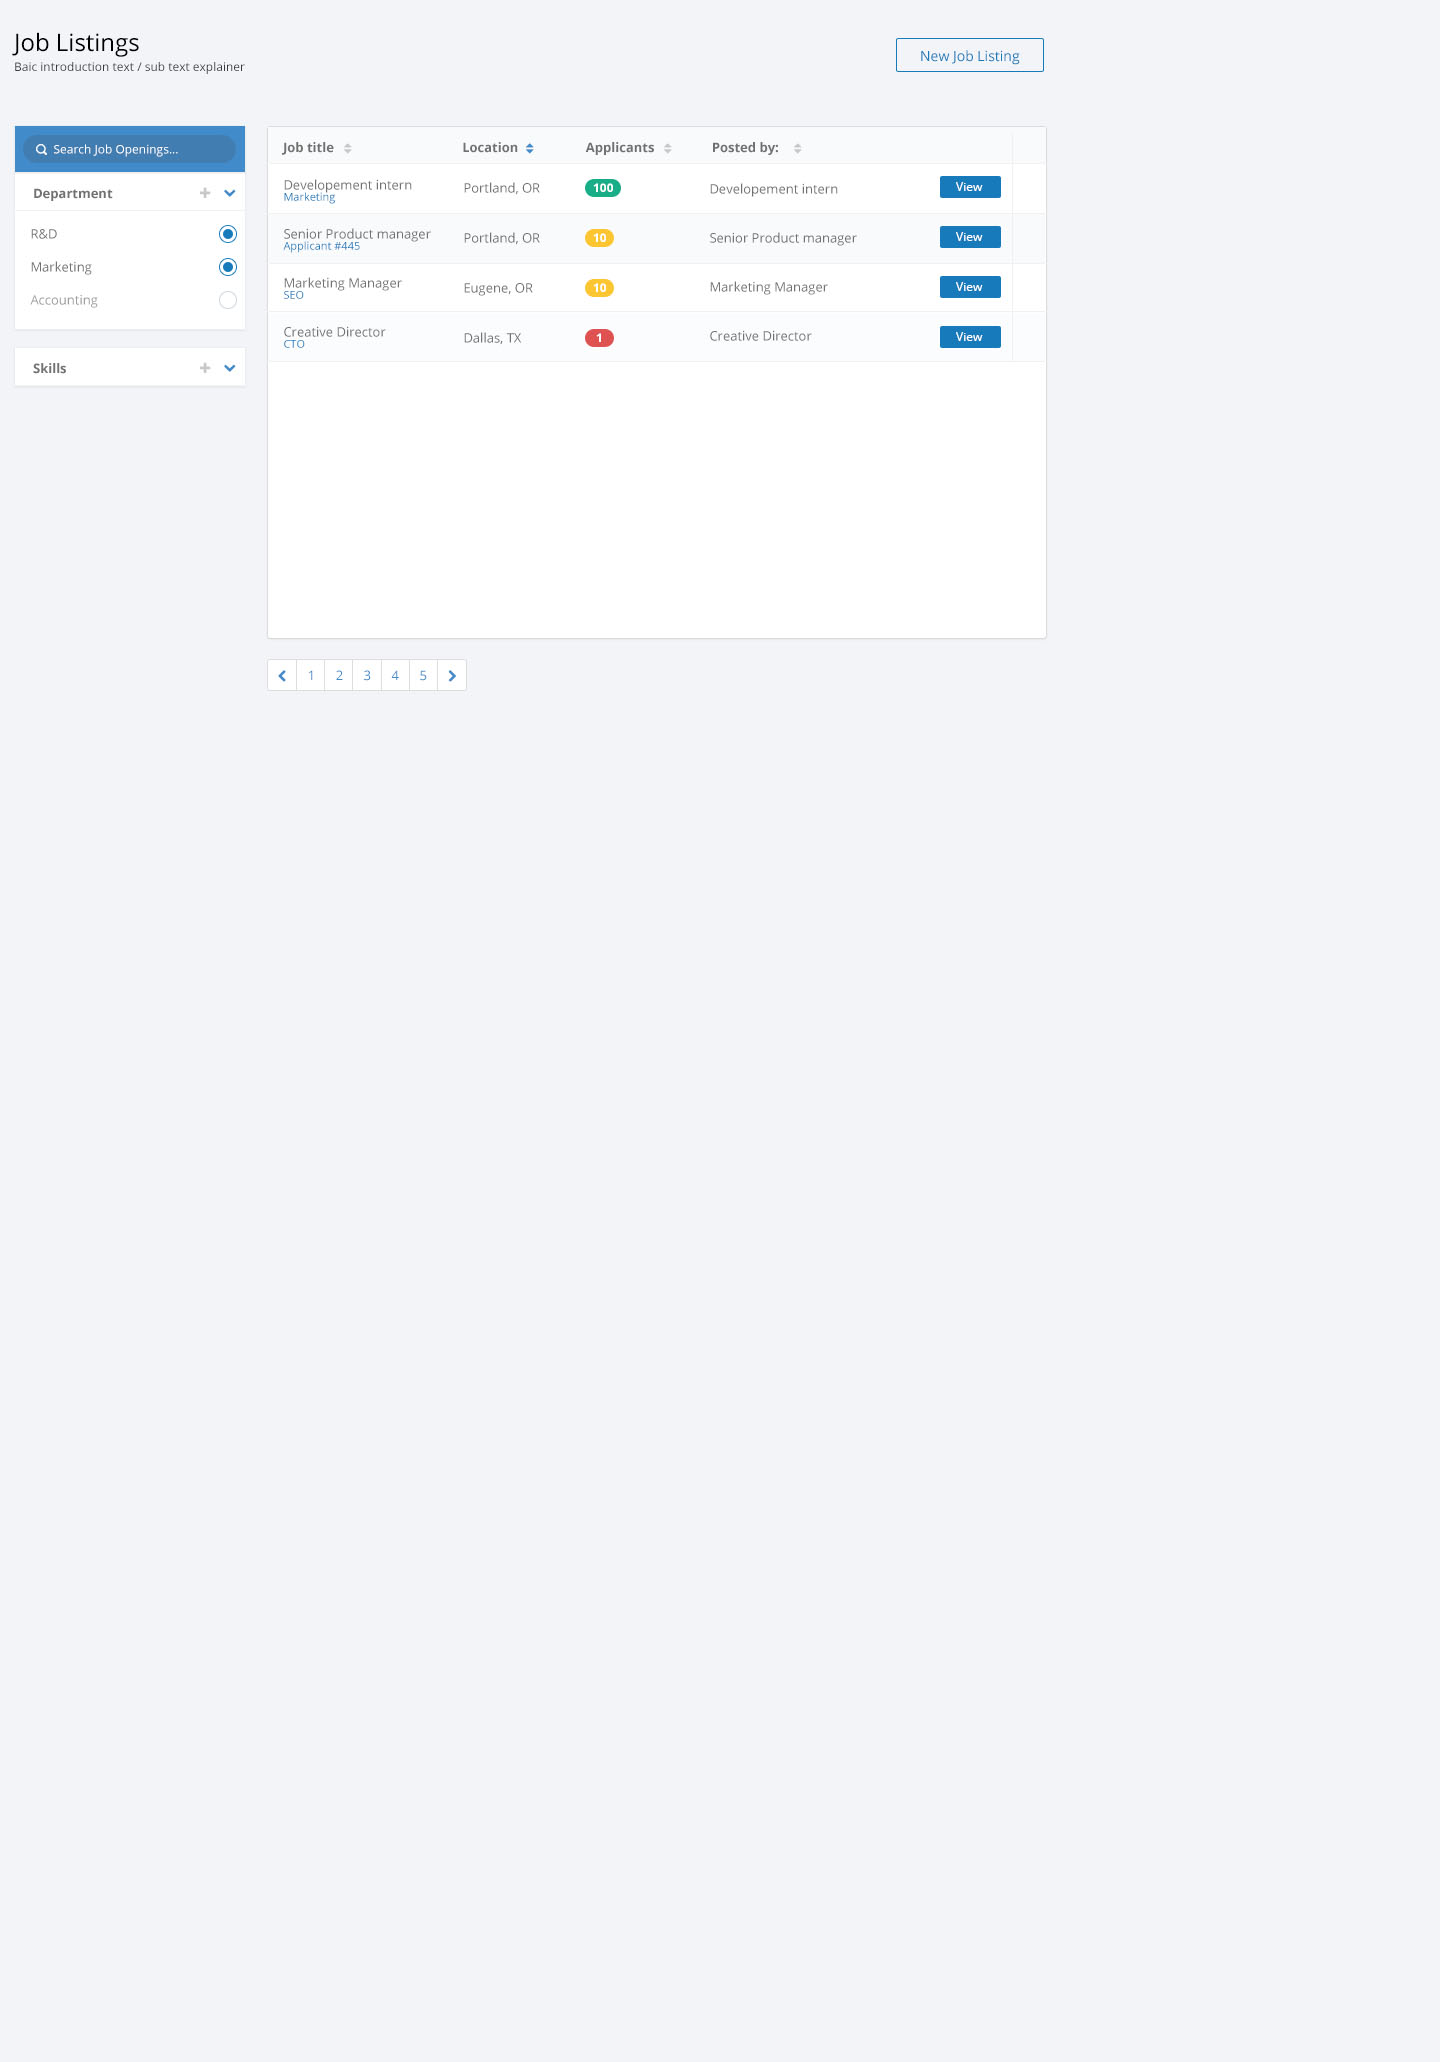 Job Listings
Baic introduction text / sub text explainer
New Job Listing
Search Job Openings...
Department
R&D
Marketing
Accounting
Skills
Job title Location Applicants Posted by:
Developement intern Portland, OR 100 Developement intern View
Marketing
Senior Product manager Portland, OR 10 Senior Product manager View
Applicant #445
Marketing Manager Eugene, OR 10 Marketing Manager View
SEO
Creative Director Dallas, TX 1 Creative Director View
CTO
1 2 3 4 5